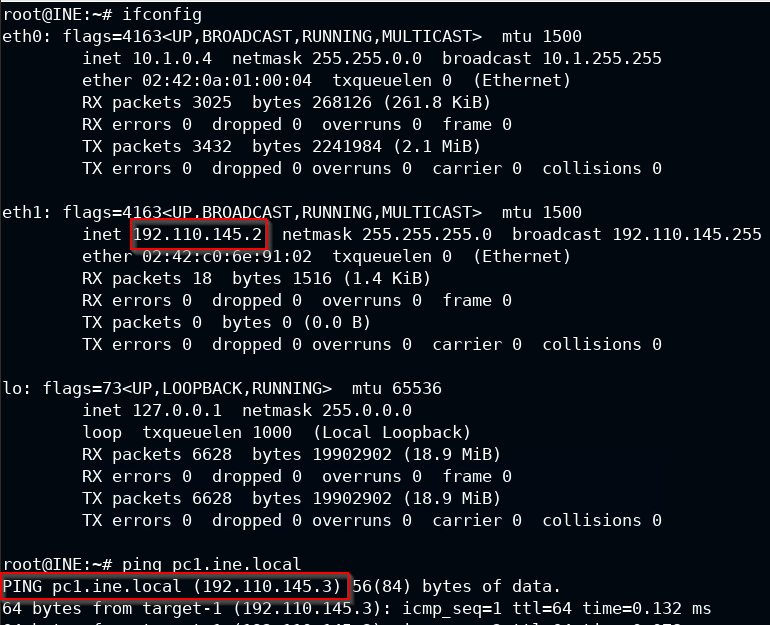 root@INE:~# ifconfig
eth0: flags=4163<UP,BROADCAST,RUNNING,MULTICAST>  mtu 1500
        inet 10.1.0.4  netmask 255.255.0.0  broadcast 10.1.255.255
        ether 02:42:0a:01:00:04  txqueuelen 0  (Ethernet)
        RX packets 3025  bytes 268126 (261.8 KiB)
        RX errors 0  dropped 0  overruns 0  frame 0
        TX packets 3432  bytes 2241984 (2.1 MiB)
        TX errors 0  dropped 0 overruns 0  carrier 0  collisions 0
eth1: flags=4163<UP,BROADCAST,RUNNING,MULTICAST>  mtu 1500
        inet 192.110.145.2  netmask 255.255.255.0  broadcast 192.110.145.255
        ether 02:42:c0:6e:91:02  txqueuelen 0  (Ethernet)
        RX packets 18  bytes 1516 (1.4 KiB)
        RX errors 0  dropped 0  overruns 0  frame 0
        TX packets 0  bytes 0 (0.0 B)
        TX errors 0  dropped 0 overruns 0  carrier 0  collisions 0
lo: flags=73<UP,LOOPBACK,RUNNING>  mtu 65536
        inet 127.0.0.1  netmask 255.0.0.0
        loop  txqueuelen 1000  (Local Loopback)
        RX packets 6628  bytes 19902902 (18.9 MiB)
        RX errors 0  dropped 0  overruns 0  frame 0
        TX packets 6628  bytes 19902902 (18.9 MiB)
        TX errors 0  dropped 0 overruns 0  carrier 0  collisions 0
root@INE:~# ping pc1.ine.local
PING pc1.ine.local (192.110.145.3) 56(84) bytes of data.
64 bytes from target-1 (192.110.145.3): icmp_seq=1 ttl=64 time=0.132 ms